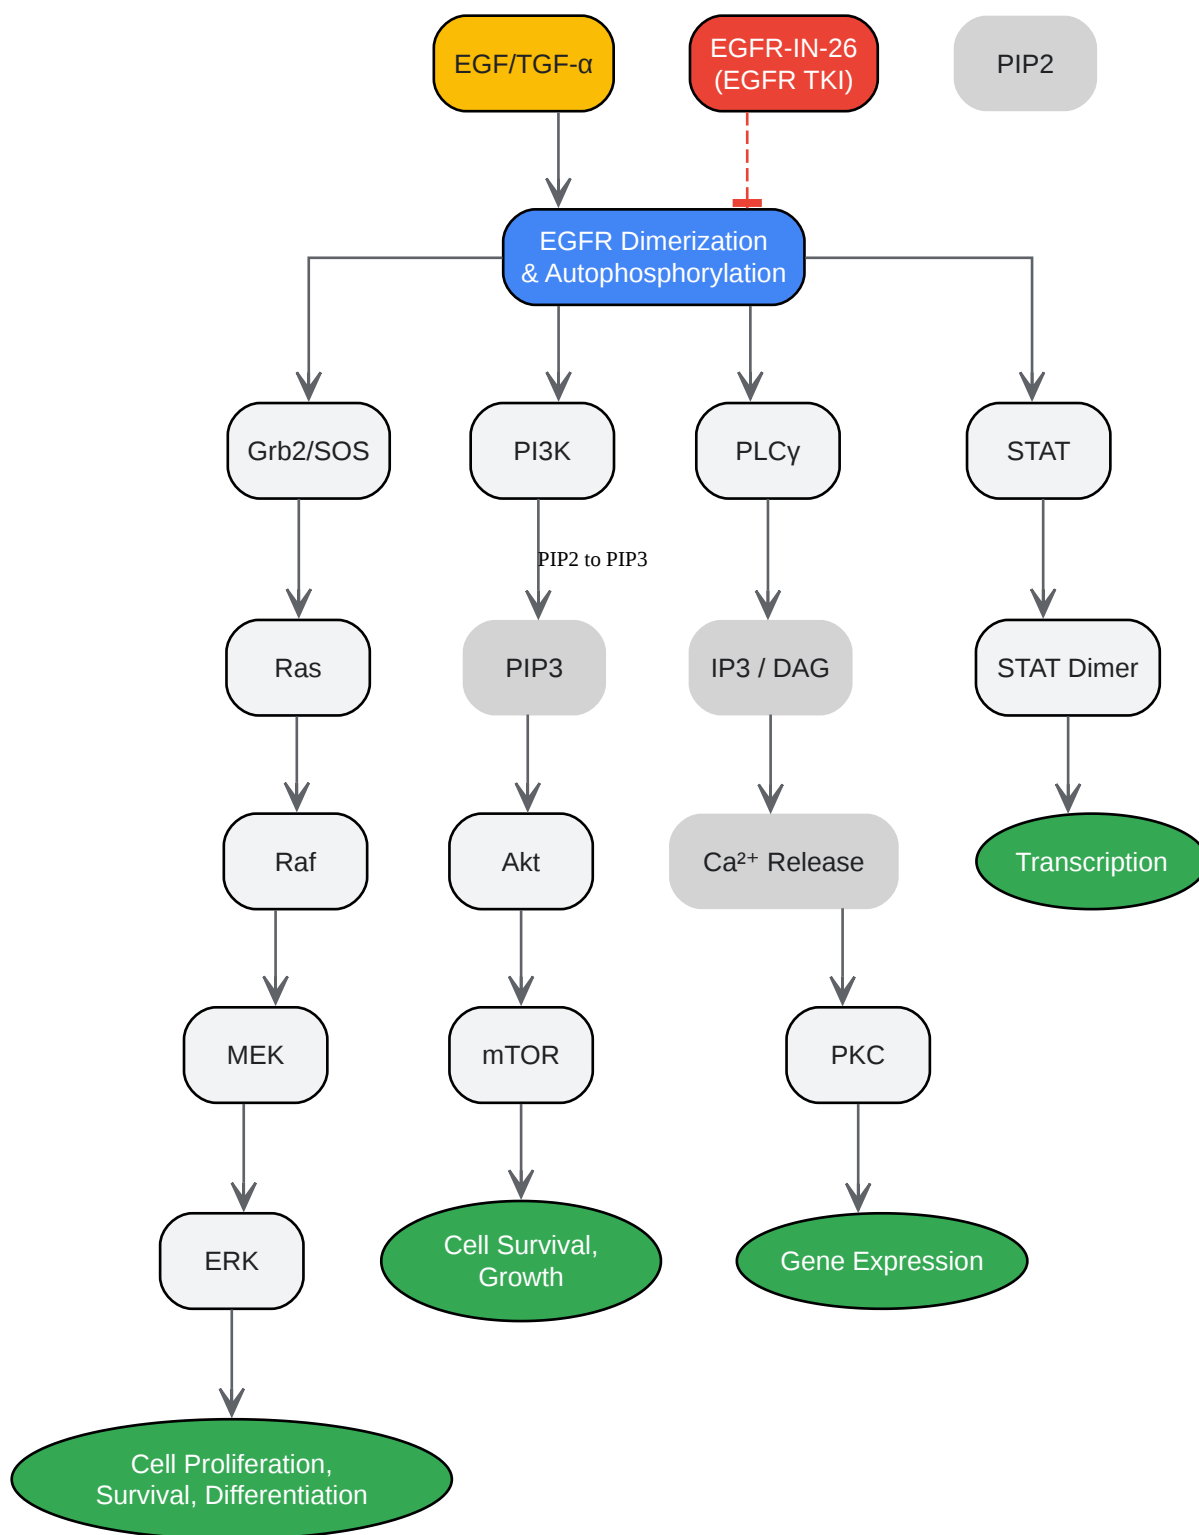 EGF/TGF-α
EGFR-IN-26
(EGFR TKI)
PIP2
EGFR Dimerization
& Autophosphorylation
Grb2/SOS
PI3K
PLCγ
STAT
PIP2 to PIP3
Ras
PIP3
IP3 / DAG
STAT Dimer
Raf
Akt
Ca²⁺ Release
Transcription
MEK
mTOR
PKC
ERK
Cell Survival,
Growth
Gene Expression
Cell Proliferation,
Survival, Differentiation